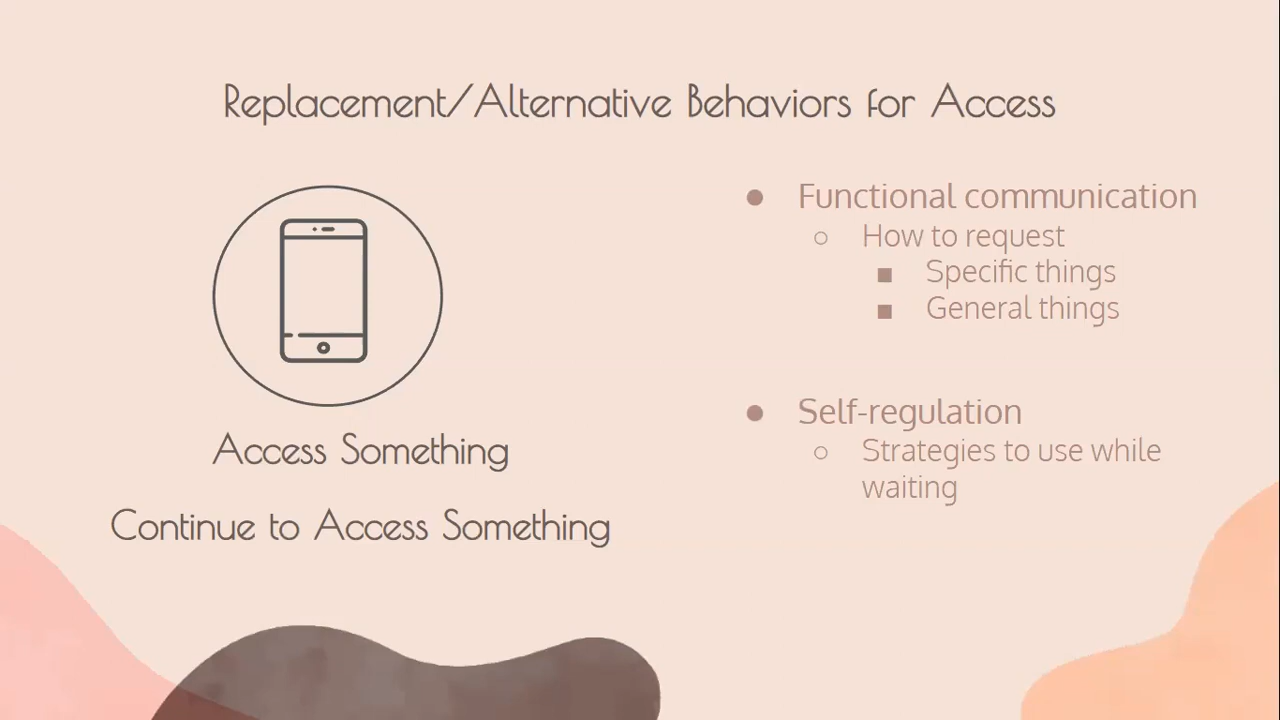 Replacement/Alternative Behaviors for Access
Access Something
Continue to Access Something
● Functional communication
○ How to request
■ Specific things
■ General things
● Self-regulation
○ Strategies to use while
waiting